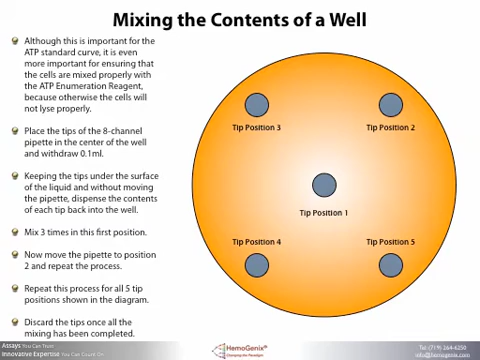 Mixing the Contents of a Well
Although this is important for the
ATP standard curve, it is even
more important for ensuring that
the cells are mixed properly with
the ATP Enumeration Reagent,
because otherwise the cells will
not lyse properly.
Place the tips of the 8-channel
pipette in the center of the well
and withdraw 0.1ml.
Keeping the tips under the surface
of the liquid and without moving
the pipette, dispense the contents
of each tip back into the well.
Mix 3 times in this first position.
Now move the pipette to position
2 and repeat the process.
Repeat this process for all 5 tip
positions shown in the diagram.
Discard the tips once all the
mixing has been completed.
Tip Position 3
Tip Position 2
Tip Position 1
Tip Position 4
Tip Position 5
Assays You Can Trust
Innovative Expertise You Can Count On
HemoGenix®
Changing the Paradigm
Tel: (719) 264-6250
info@hemogenix.com